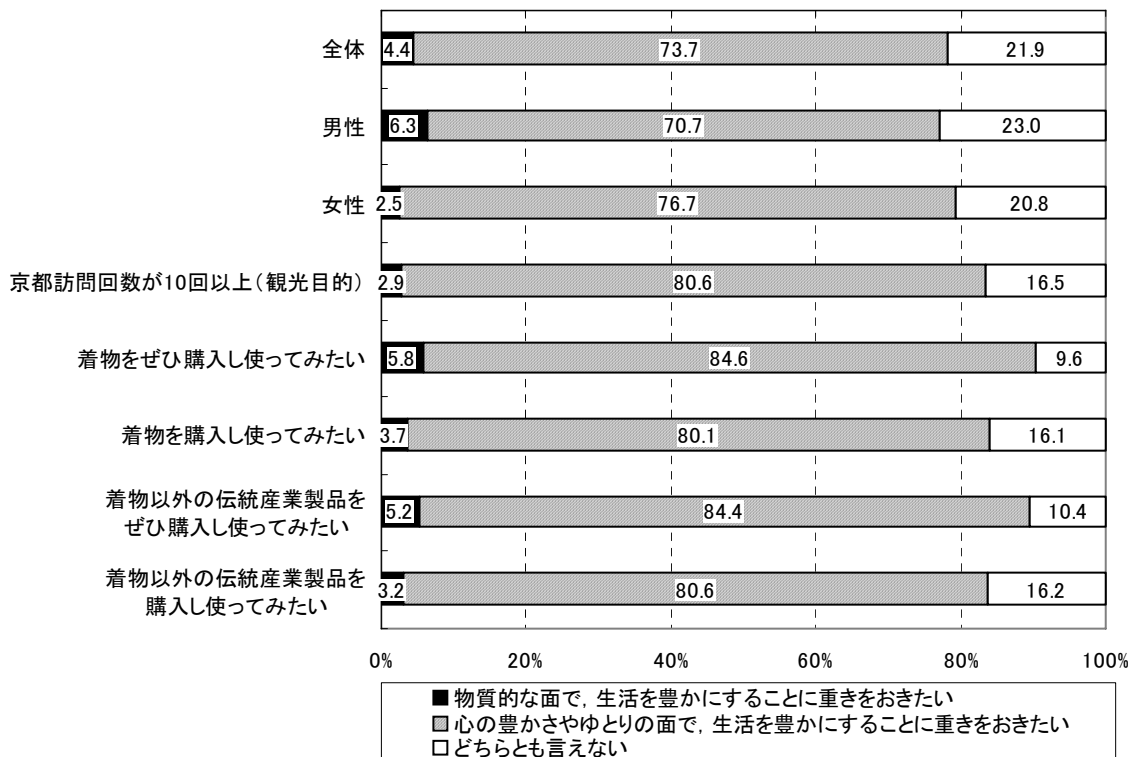 全体 4.4 73.7 21.9
男性 6.3 70.7 23.0
女性 2.5 76.7 20.8
京都訪問回数が10回以上(観光目的) 2.9 80.6 16.5
着物をぜひ購入し使ってみたい 5.8 84.6 9.6
着物を購入し使ってみたい 3.7 80.1 16.1
着物以外の伝統産業製品を
ぜひ購入し使ってみたい 5.2 84.4 10.4
着物以外の伝統産業製品を
購入し使ってみたい 3.2 80.6 16.2
0% 20% 40% 60% 80% 100%
物質的な面で,生活を豊かにすることに重きをおきたい
心の豊かさやゆとりの面で,生活を豊かにすることに重きをおきたい
どちらとも言えない